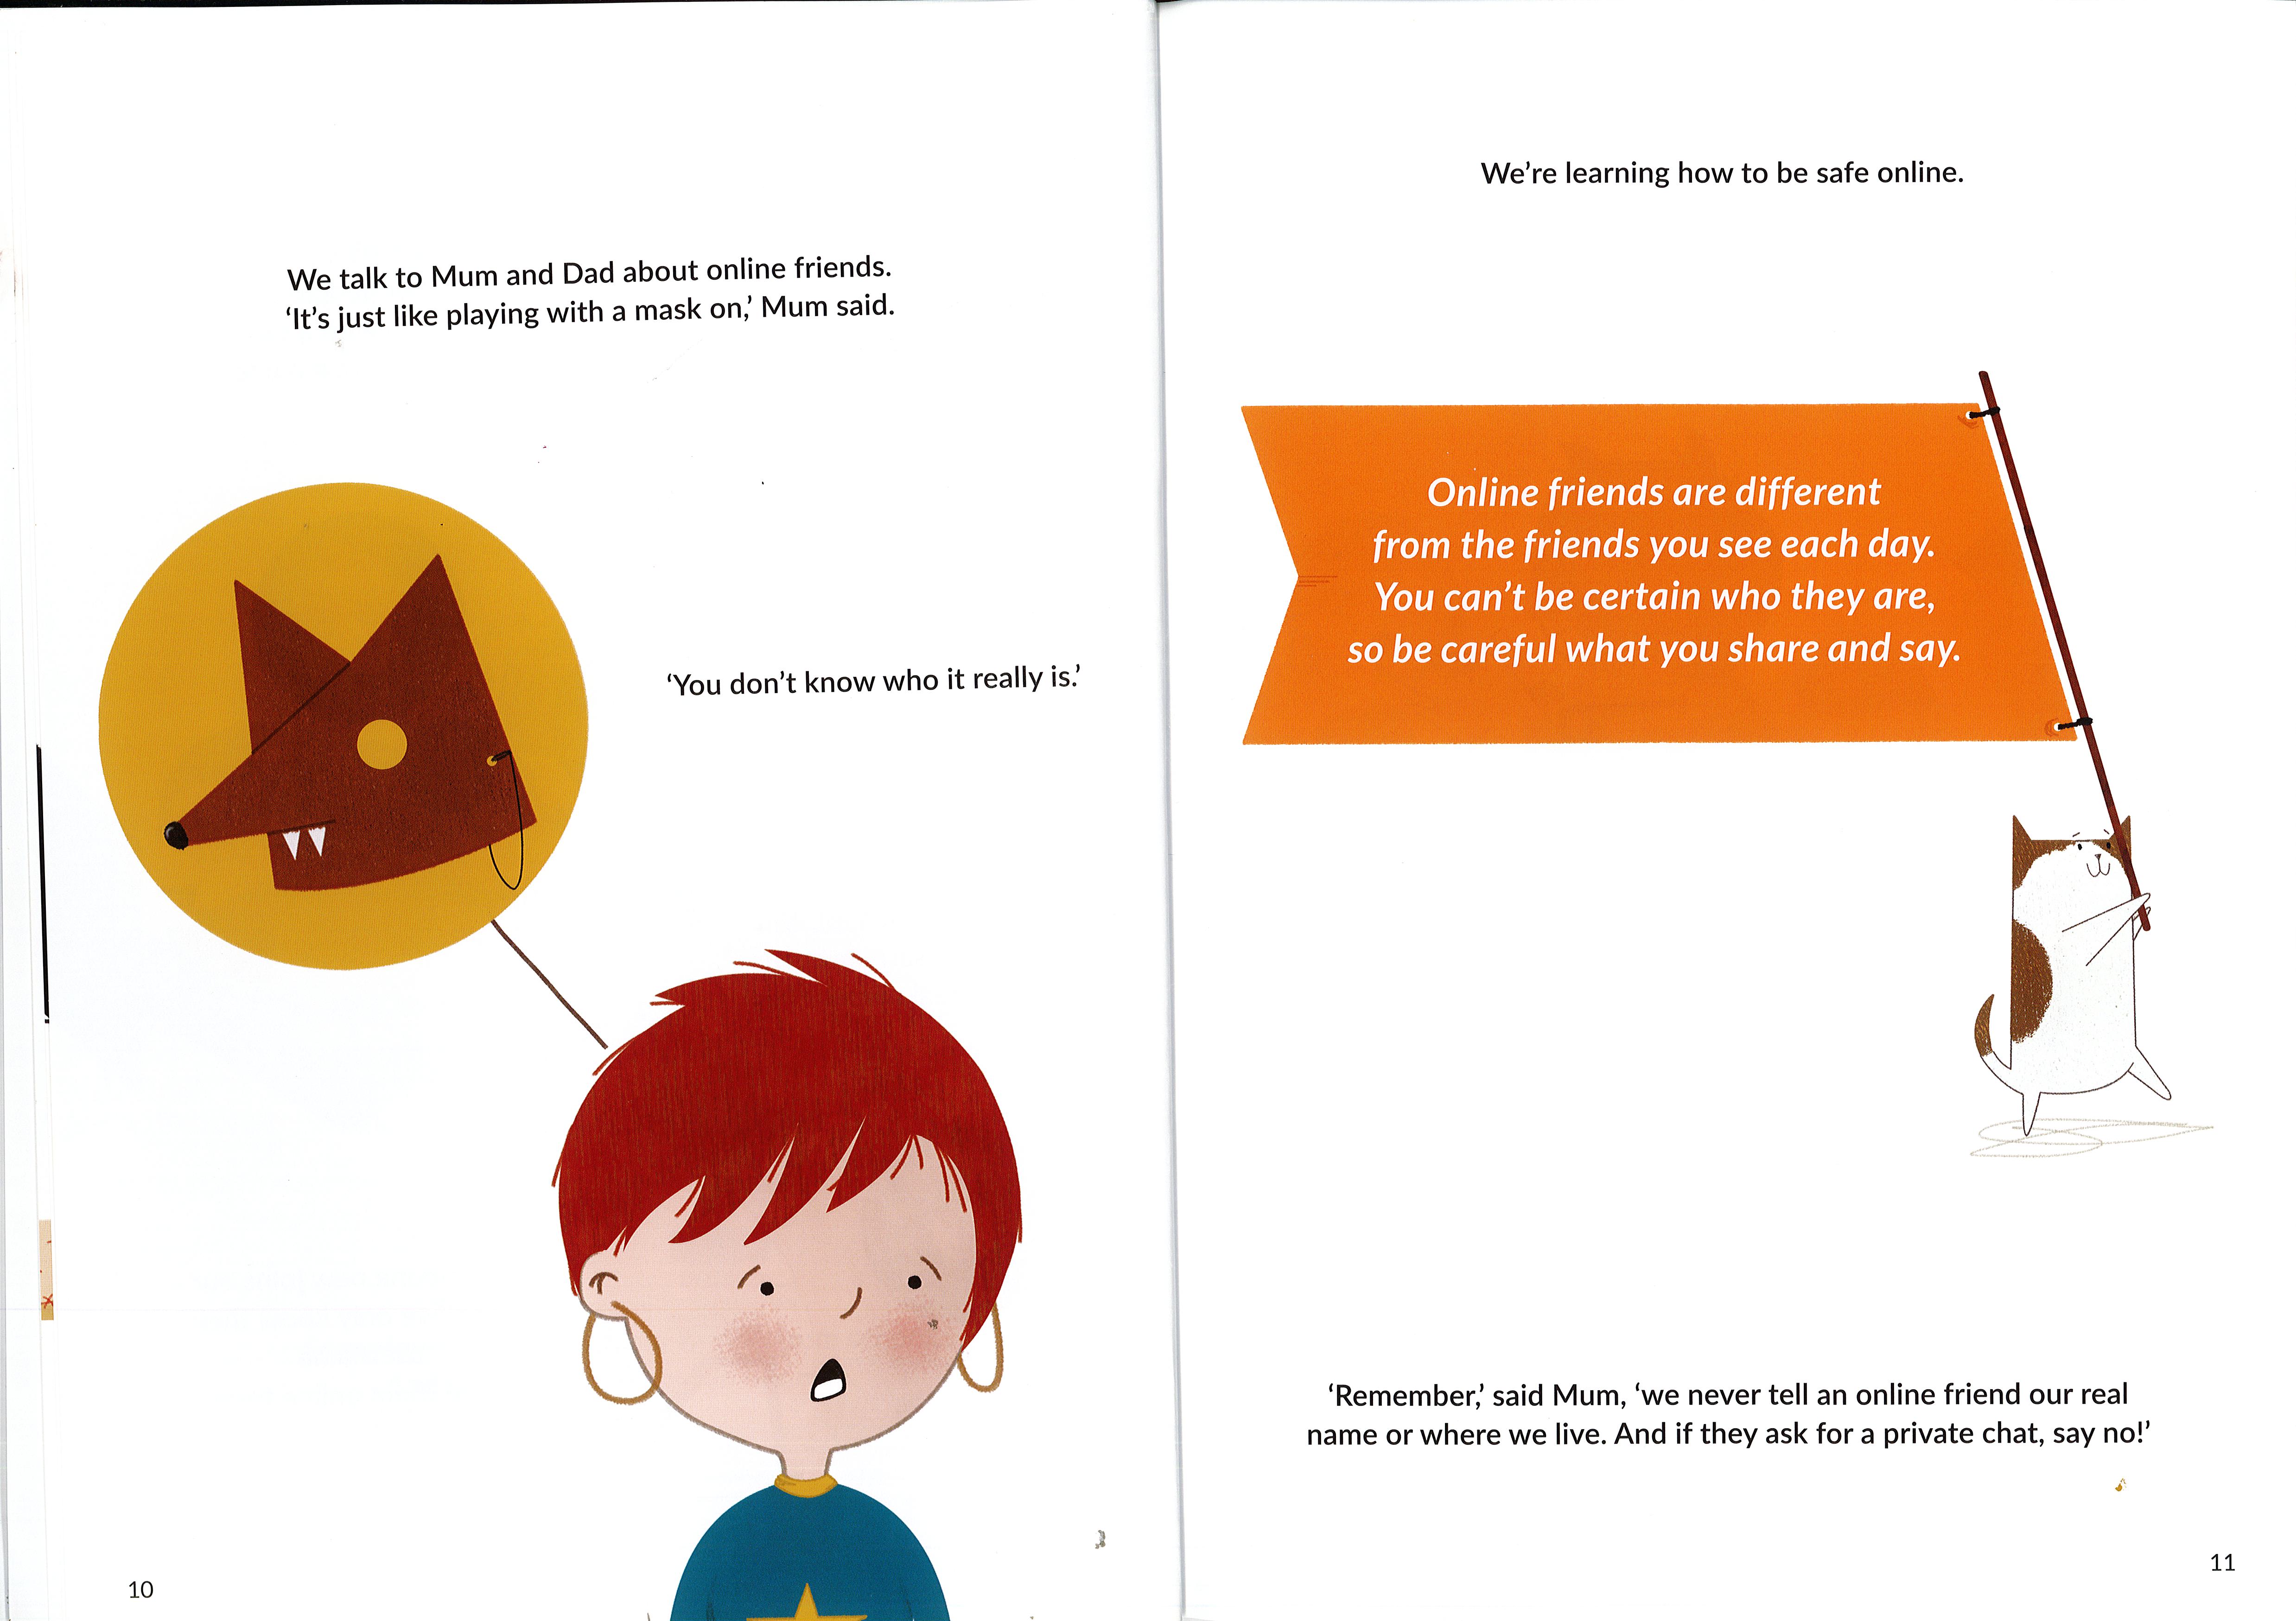 We talk to Mum and Dad about online friends.
‘It’s just like playing with a mask on,’ Mum said.
‘You don’t know who it really is.’
10
We’re learning how to be safe online.
Online friends are different
from the friends you see each day.
You can’t be certain who they are,
so be careful what you share and say.
‘Remember,’ said Mum, ‘we never tell an online friend our real
name or where we live. And if they ask for a private chat, say no!’
11